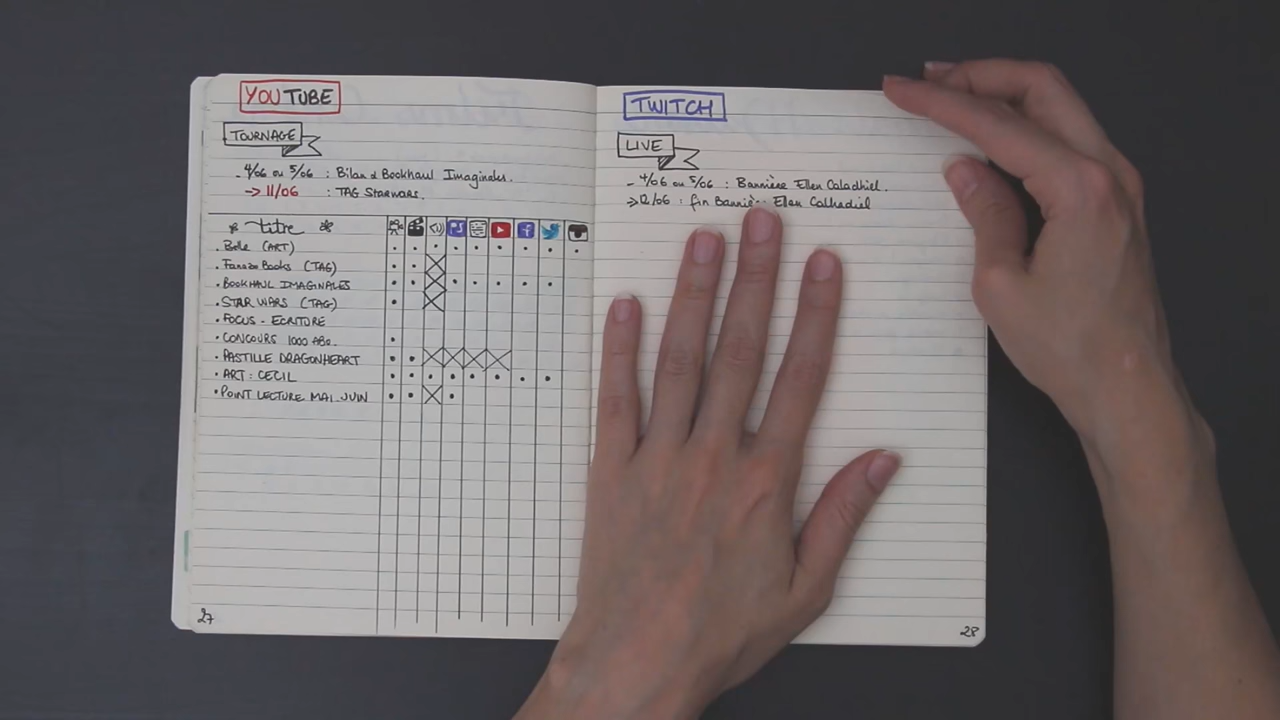 YOUTUBE
TOURNAGE
- 4/06 ou 5/06 : Bilan & Bookhaul Imaginales.
→ 11/06 : TAG Starwars.
titre
. Belle (ART)
. Fanzoo Books (TAG)
. BOOKHAUL IMAGINALES
. STAR WARS (TAG)
. FOCUS - ECRITURE
. CONCOURS 1000 ABO.
. PASTILLE DRAGONHEART
. ART : CECIL
. POINT LECTURE MAI-JUIN
27
TWITCH
LIVE
- 4/06 ou 5/06 : Bannière Ellen Caladhiel.
→ 12/06 : fin Bannière Ellen
28